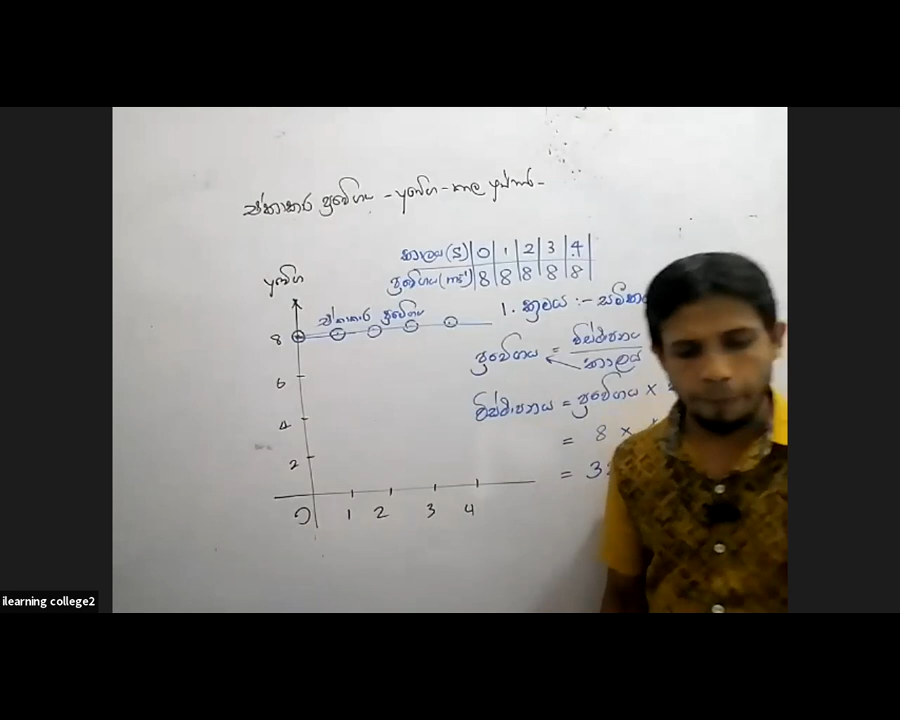 ඒකාකාර ප්‍රවේගය - ප්‍රවේග - කාල ප්‍රස්තාර -
කාලය (s) 0 1 2 3 4
ප්‍රවේගය (ms⁻¹) 8 8 8 8 8
ප්‍රවේග
ඒකාකාර ප්‍රවේගය
8
6
4
2
0 1 2 3 4
1. ක්‍රමය :-
ප්‍රවේගය = විස්ථාපනය / කාලය
විස්ථාපනය = ප්‍රවේගය ×
= 8 ×
= 3
ilearning college2